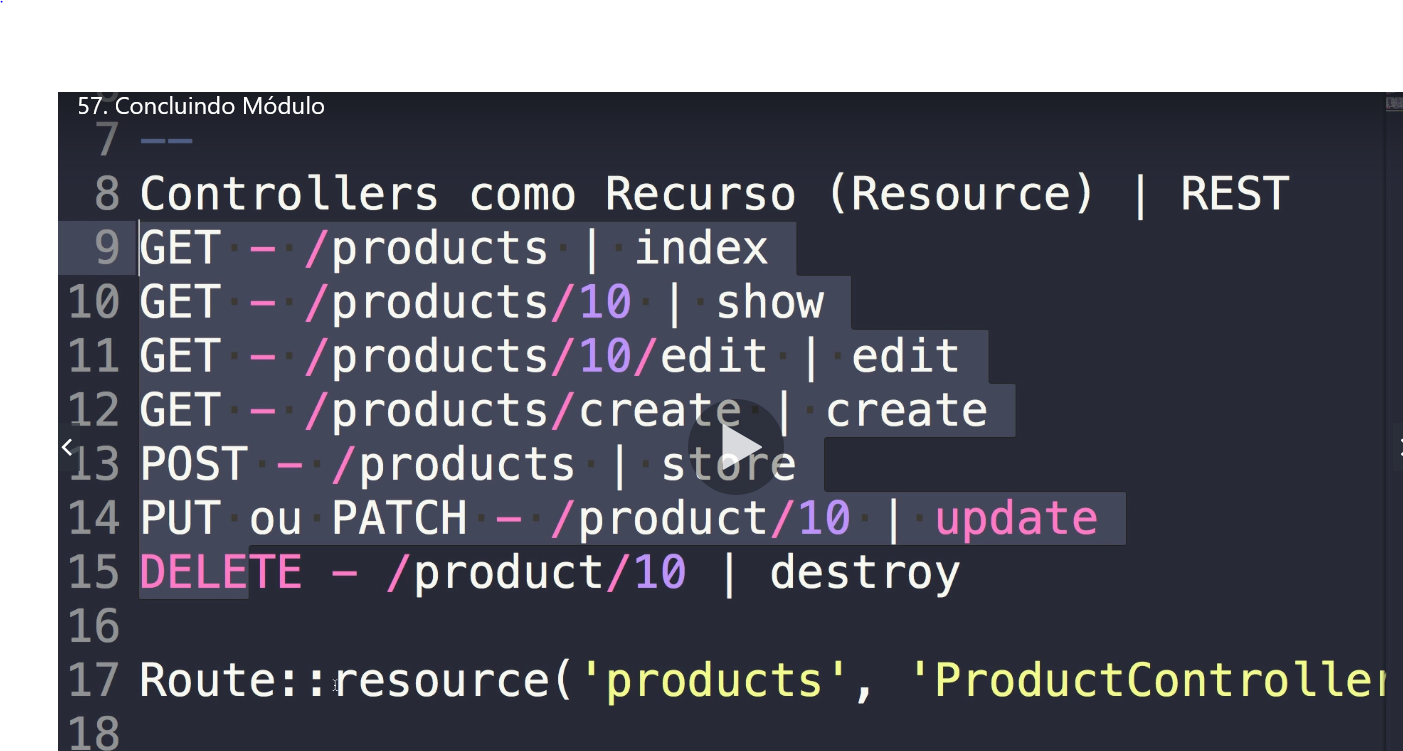 57. Concluindo Módulo
7 --
8 Controllers como Recurso (Resource) | REST
9 GET - /products | index
10 GET - /products/10 | show
11 GET - /products/10/edit | edit
12 GET - /products/create | create
13 POST - /products | store
14 PUT ou PATCH - /product/10 | update
15 DELETE - /product/10 | destroy
16
17 Route::resource('products', 'ProductController
18